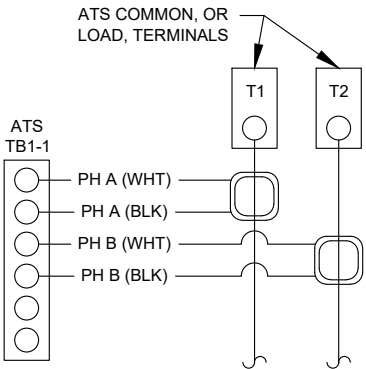 ATS COMMON, OR
LOAD, TERMINALS
T1
T2
ATS
TB1-1
PH A (WHT)
PH A (BLK)
PH B (WHT)
PH B (BLK)